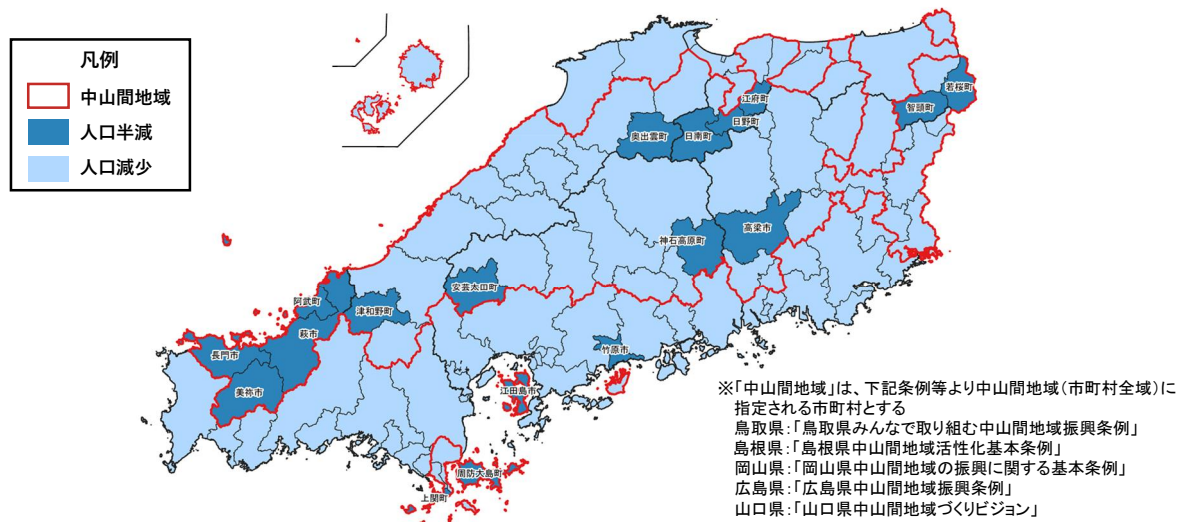 凡例
中山間地域
人口半減
人口減少
若桜町
智頭町
江府町
日野町
日南町
奥出雲町
高梁市
神石高原町
安芸太田町
阿武町
津和野町
萩市
長門市
美祢市
竹原市
江田島市
周防大島町
上関町
※「中山間地域」は、下記条例等より中山間地域(市町村全域)に
指定される市町村とする
鳥取県:「鳥取県みんなで取り組む中山間地域振興条例」
島根県:「島根県中山間地域活性化基本条例」
岡山県:「岡山県中山間地域の振興に関する基本条例」
広島県:「広島県中山間地域振興条例」
山口県:「山口県中山間地域づくりビジョン」